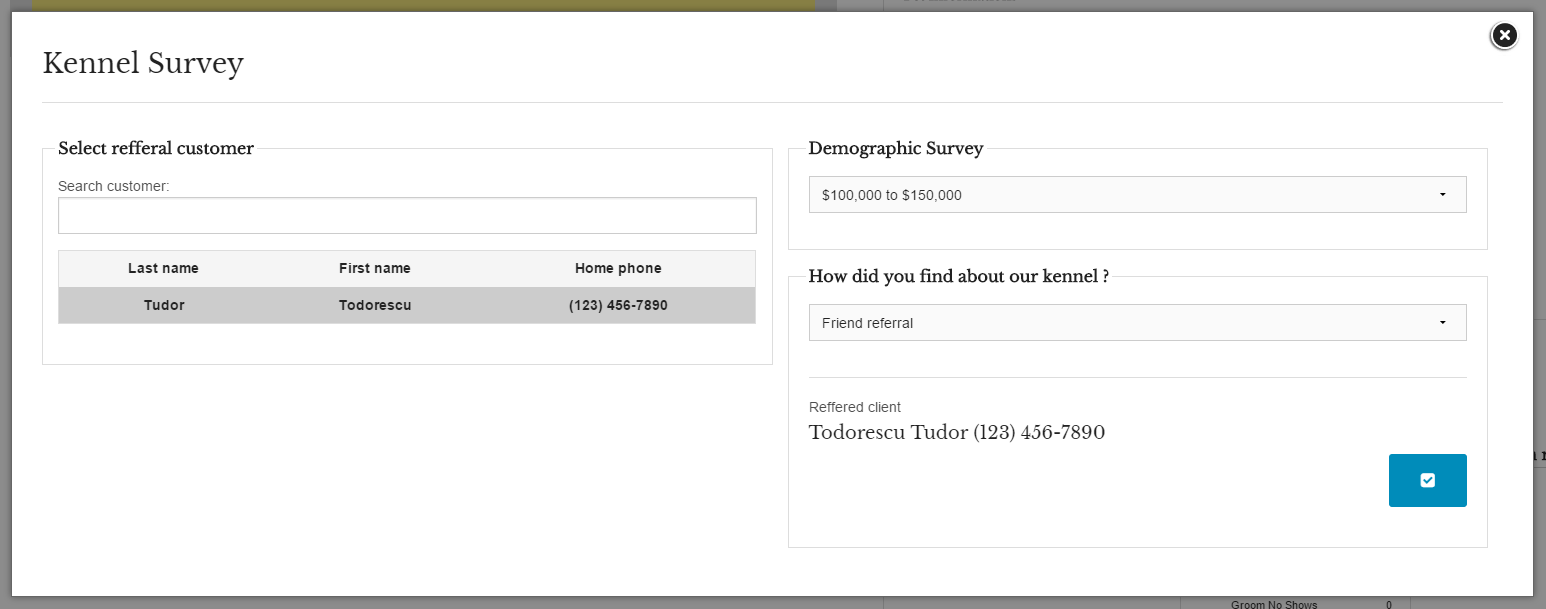 Kennel Survey
Select refferal customer
Search customer:
Last name First name Home phone
Tudor Todorescu (123) 456-7890
Demographic Survey
$100,000 to $150,000
How did you find about our kennel ?
Friend referral
Reffered client
Todorescu Tudor (123) 456-7890
Groom No Shows 0